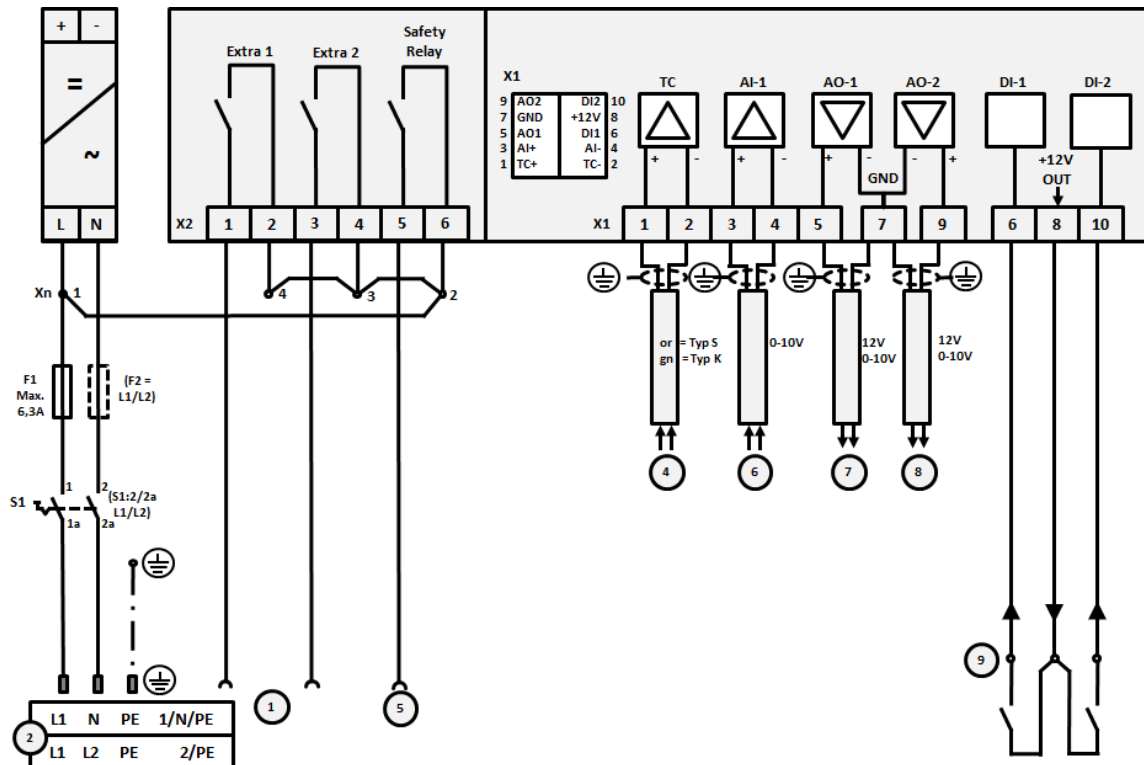 + -
=
~
L N
Extra 1 Extra 2 Safety
Relay
X2 1 2 3 4 5 6
X1
9 AO2 DI2 10
7 GND +12V 8
5 AO1 DI1 6
3 AI+ AI- 4
1 TC+ TC- 2
TC AI-1 AO-1 AO-2 DI-1 DI-2
+ - + - + - - +
GND
+12V
OUT
X1 1 2 3 4 5 7 9 6 8 10
Xn 1
4 3 2
F1
Max.
6,3A
(F2 =
L1/L2)
or = Typ S
gn = Typ K
0-10V
12V
0-10V
12V
0-10V
4 6 7 8
S1
1 2
1a 2a
(S1:2/2a
L1/L2)
9
1
5
2
L1 N PE 1/N/PE
L1 L2 PE 2/PE